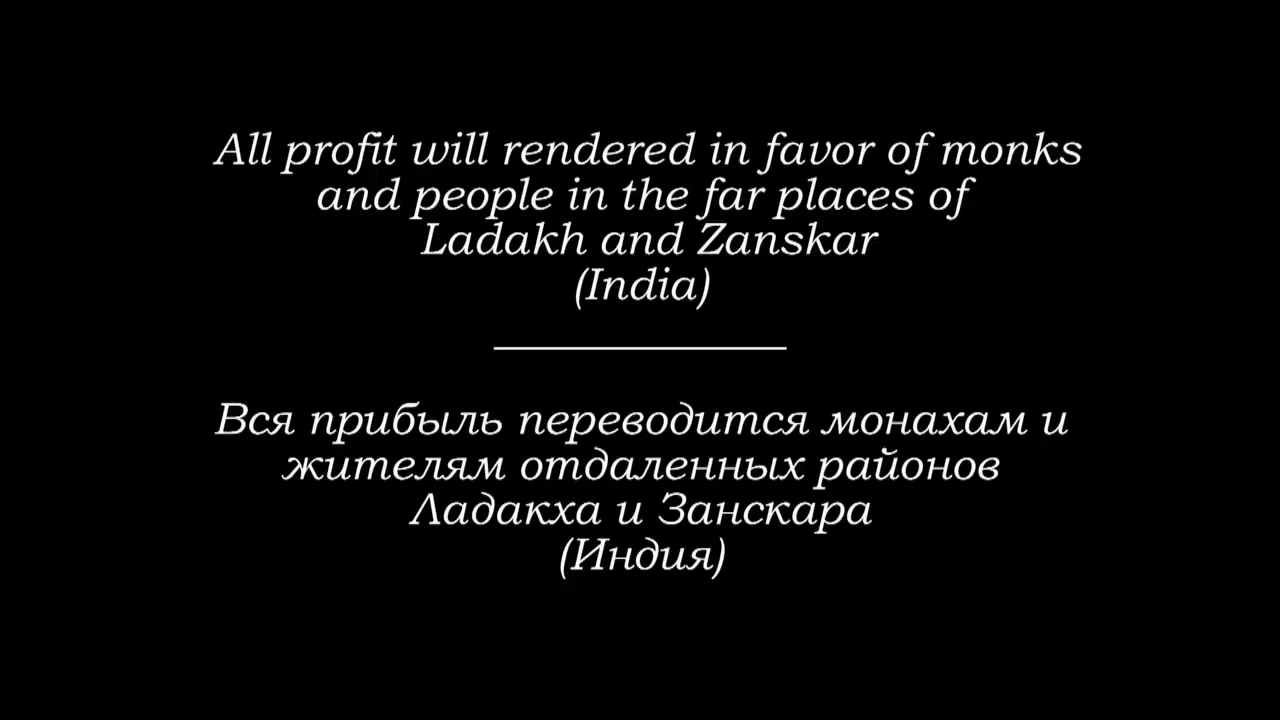 All profit will rendered in favor of monks
and people in the far places of
Ladakh and Zanskar
(India)
Вся прибыль переводится монахам и
жителям отдаленных районов
Ладакха и Занскара
(Индия)